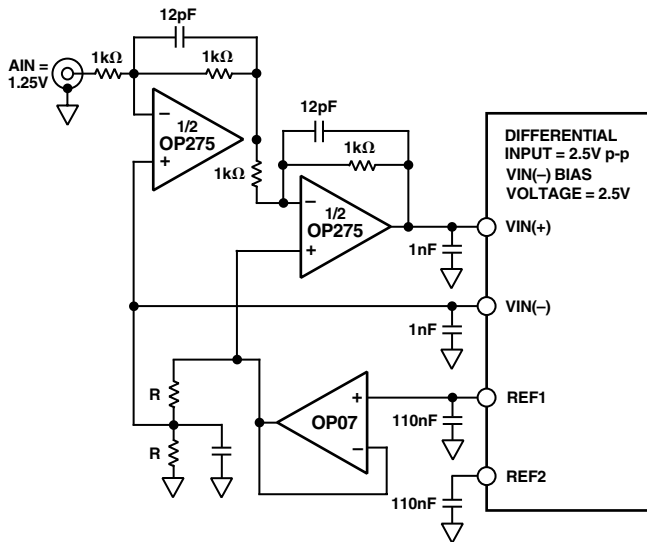 12pF
AIN =
1.25V
1kΩ
1kΩ
–
+
1/2
OP275
1kΩ
12pF
1kΩ
–
+
1/2
OP275
DIFFERENTIAL
INPUT = 2.5V p-p
VIN(–) BIAS
VOLTAGE = 2.5V
VIN(+)
1nF
VIN(–)
1nF
R
R
OP07
+
–
REF1
110nF
REF2
110nF